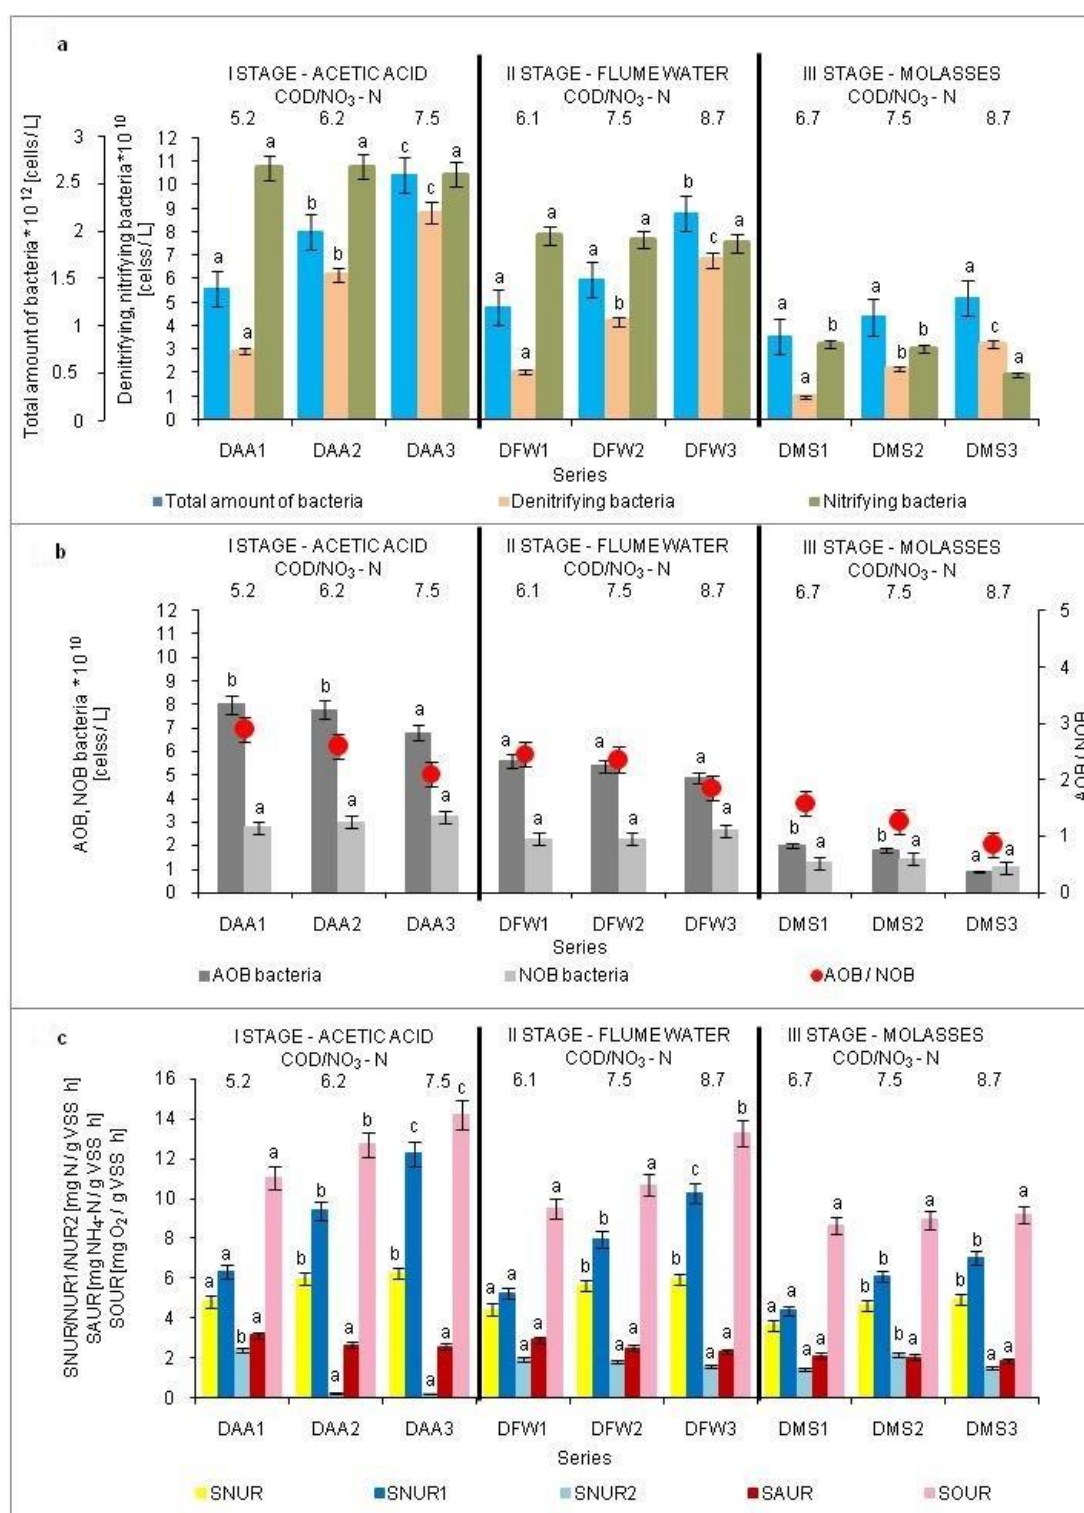 a
I STAGE - ACETIC ACID II STAGE - FLUME WATER III STAGE - MOLASSES
COD/NO3 - N COD/NO3 - N COD/NO3 - N
5.2 6.2 7.5 6.1 7.5 8.7 6.7 7.5 8.7
Total amount of bacteria * 10 12 [cells / L]
3
2.5
2
1.5
1
0.5
0
Denitrifying, nitrifying bacteria*10 10
[celss / L]
12
11
10
9
8
7
6
5
4
3
2
1
0
a a a b b a c c a
a a a a b a b c a
a a b a b b a c a
DAA1 DAA2 DAA3 DFW1 DFW2 DFW3 DMS1 DMS2 DMS3
Series
Total amount of bacteria Denitrifying bacteria Nitrifying bacteria
b
I STAGE - ACETIC ACID II STAGE - FLUME WATER III STAGE - MOLASSES
COD/NO3 - N COD/NO3 - N COD/NO3 - N
5.2 6.2 7.5 6.1 7.5 8.7 6.7 7.5 8.7
AOB, NOB bacteria * 10 10
[celss / L]
12
11
10
9
8
7
6
5
4
3
2
1
0
b a b a a a
a a a a a a
b a b a a a
5
4
3
2
1
0
AOB / NOB
DAA1 DAA2 DAA3 DFW1 DFW2 DFW3 DMS1 DMS2 DMS3
Series
AOB bacteria NOB bacteria AOB / NOB
c
I STAGE - ACETIC ACID II STAGE - FLUME WATER III STAGE - MOLASSES
COD/NO3 - N COD/NO3 - N COD/NO3 - N
5.2 6.2 7.5 6.1 7.5 8.7 6.7 7.5 8.7
SNUR/NUR1/NUR2 [mg N/ g VSS h]
SAUR [mg NH4-N/ g VSS h]
SOUR [mg O2 / g VSS h]
16
14
12
10
8
6
4
2
0
a a b a a b b a a b b c a a c
a a a a a b b a a a b c a a b
a a a a a b b b a a b b a a a
DAA1 DAA2 DAA3 DFW1 DFW2 DFW3 DMS1 DMS2 DMS3
Series
SNUR SNUR1 SNUR2 SAUR SOUR